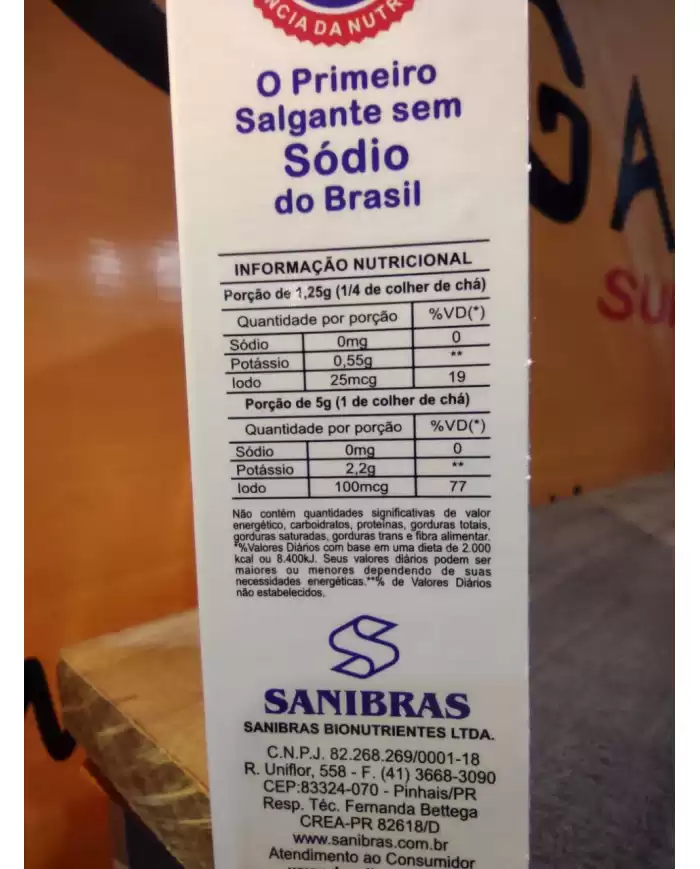 ÊNCIA DA NUTR
O Primeiro
Salgante sem
Sódio
do Brasil
INFORMAÇÃO NUTRICIONAL
Porção de 1,25g (1/4 de colher de chá)
Quantidade por porção %VD(*)
Sódio 0mg 0
Potássio 0,55g **
Iodo 25mcg 19
Porção de 5g (1 de colher de chá)
Quantidade por porção %VD(*)
Sódio 0mg 0
Potássio 2,2g **
Iodo 100mcg 77
Não contém quantidades significativas de valor
energético, carboidratos, proteínas, gorduras totais,
gorduras saturadas, gorduras trans e fibra alimentar.
*%Valores Diários com base em uma dieta de 2.000
kcal ou 8.400kJ. Seus valores diários podem ser
maiores ou menores dependendo de suas
necessidades energéticas.**% de Valores Diários
não estabelecidos.
SANIBRAS
SANIBRAS BIONUTRIENTES LTDA.
C.N.P.J. 82.268.269/0001-18
R. Uniflor, 558 - F. (41) 3668-3090
CEP:83324-070 - Pinhais/PR
Resp. Téc. Fernanda Bettega
CREA-PR 82618/D
www.sanibras.com.br
Atendimento ao Consumidor
GA
SU